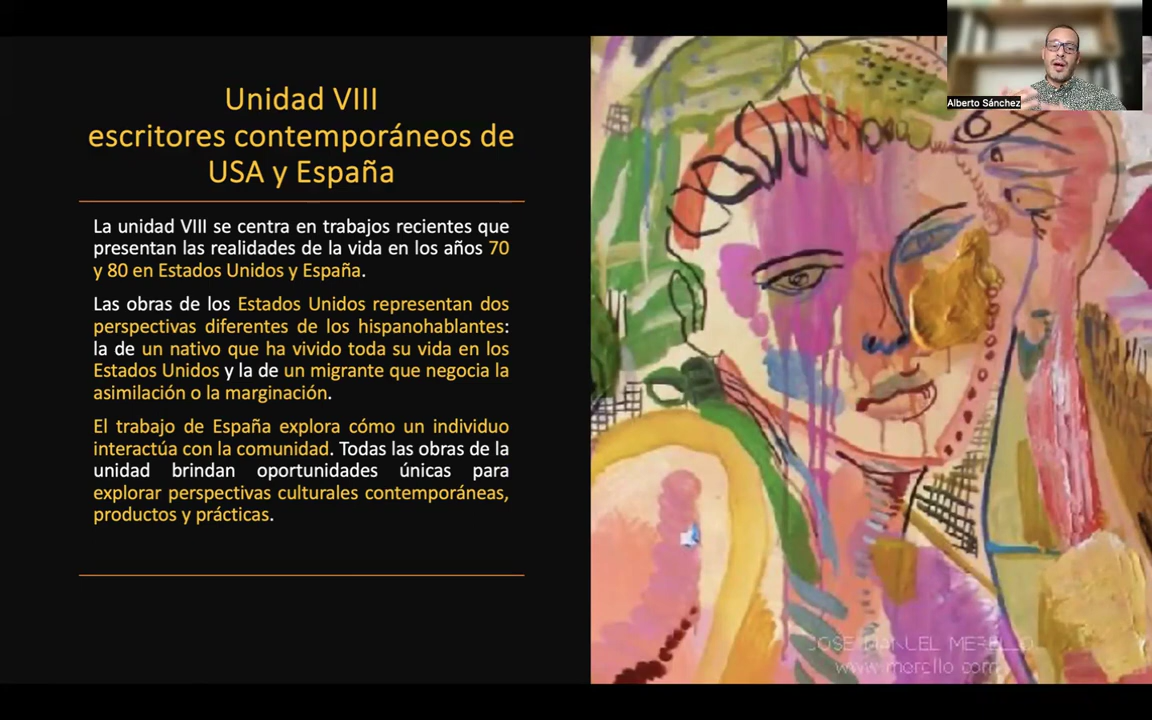 Unidad VIII
escritores contemporáneos de
USA y España
La unidad VIII se centra en trabajos recientes que
presentan las realidades de la vida en los años 70
y 80 en Estados Unidos y España.
Las obras de los Estados Unidos representan dos
perspectivas diferentes de los hispanohablantes:
la de un nativo que ha vivido toda su vida en los
Estados Unidos y la de un migrante que negocia la
asimilación o la marginación.
El trabajo de España explora cómo un individuo
interactúa con la comunidad. Todas las obras de la
unidad brindan oportunidades únicas para
explorar perspectivas culturales contemporáneas,
productos y prácticas.
Alberto Sánchez
JOSE MANUEL MERELLO
www.merello.com